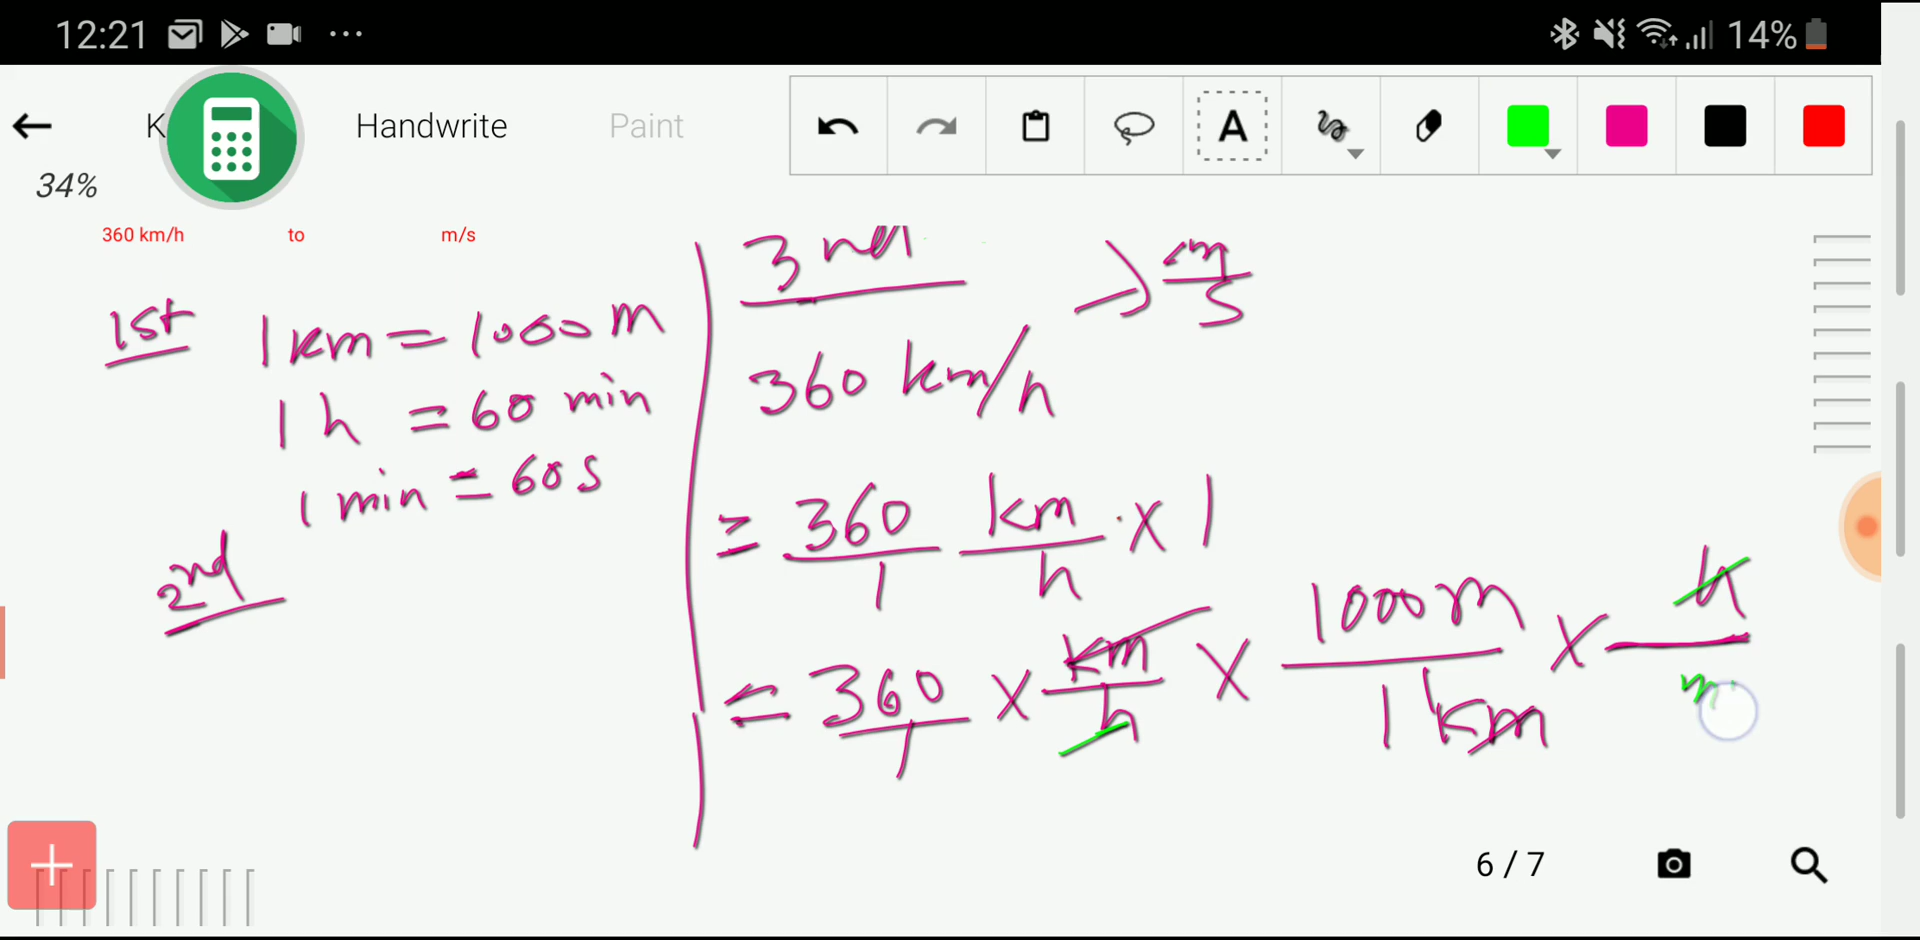 12:21 ... 14%
K Handwrite Paint A
34%
360 km/h to m/s
1st 1 km = 1000 m
1 h = 60 min
1 min = 60 s
2nd
3rd → m/s
360 km/h
= 360/1 km/h × 1
= 360/1 × km/h × 1000 m/1 km × h/m
6 / 7